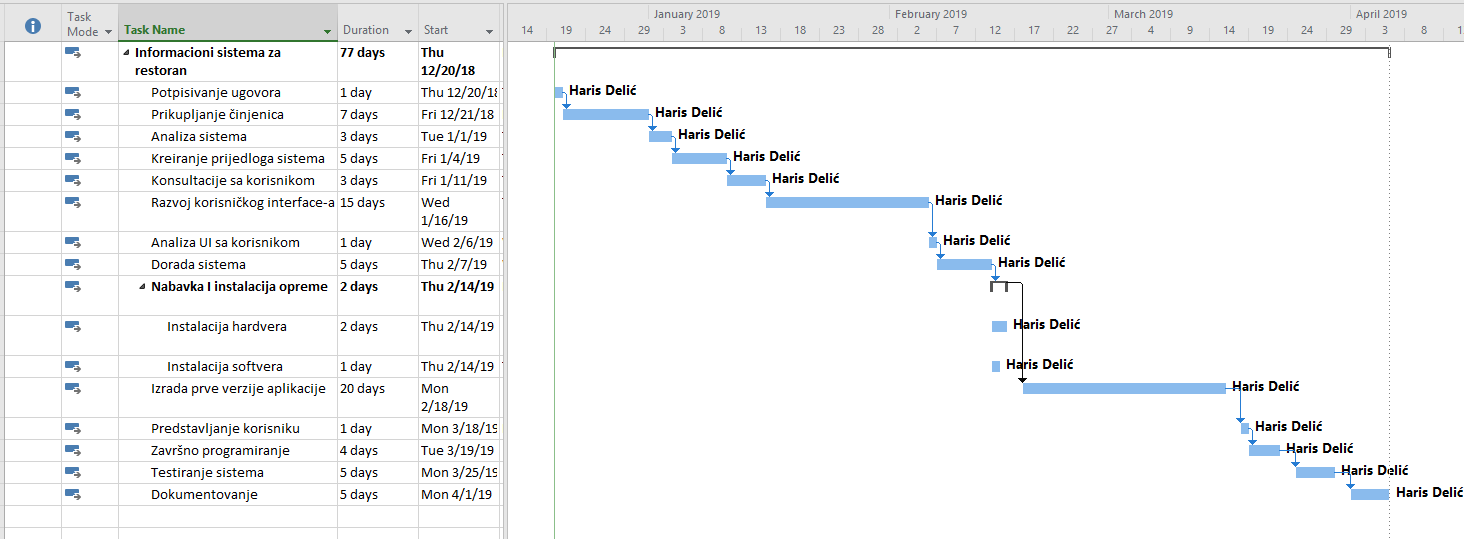 Task Mode Task Name Duration Start
January 2019 February 2019 March 2019 April 2019
14 19 24 29 3 8 13 18 23 28 2 7 12 17 22 27 4 9 14 19 24 29 3 8
Informacioni sistema za restoran 77 days Thu 12/20/18
Potpisivanje ugovora 1 day Thu 12/20/18 Haris Delić
Prikupljanje činjenica 7 days Fri 12/21/18 Haris Delić
Analiza sistema 3 days Tue 1/1/19 Haris Delić
Kreiranje prijedloga sistema 5 days Fri 1/4/19 Haris Delić
Konsultacije sa korisnikom 3 days Fri 1/11/19 Haris Delić
Razvoj korisničkog interface-a 15 days Wed 1/16/19 Haris Delić
Analiza UI sa korisnikom 1 day Wed 2/6/19 Haris Delić
Dorada sistema 5 days Thu 2/7/19 Haris Delić
Nabavka I instalacija opreme 2 days Thu 2/14/19
Instalacija hardvera 2 days Thu 2/14/19 Haris Delić
Instalacija softvera 1 day Thu 2/14/19 Haris Delić
Izrada prve verzije aplikacije 20 days Mon 2/18/19 Haris Delić
Predstavljanje korisniku 1 day Mon 3/18/19 Haris Delić
Završno programiranje 4 days Tue 3/19/19 Haris Delić
Testiranje sistema 5 days Mon 3/25/19 Haris Delić
Dokumentovanje 5 days Mon 4/1/19 Haris Delić